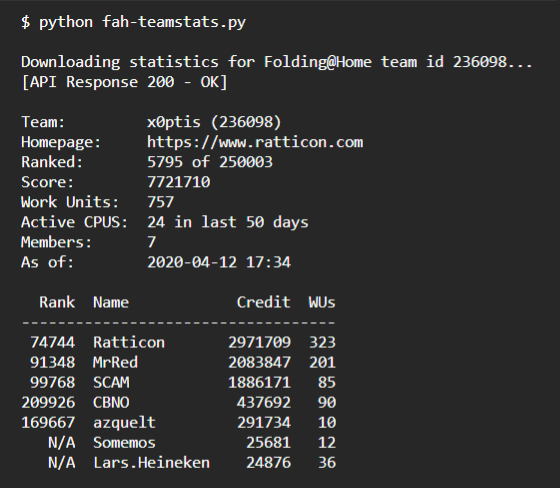 $ python fah-teamstats.py
Downloading statistics for Folding@Home team id 236098...
[API Response 200 - OK]
Team: x0ptis (236098)
Homepage: https://www.ratticon.com
Ranked: 5795 of 250003
Score: 7721710
Work Units: 757
Active CPUS: 24 in last 50 days
Members: 7
As of: 2020-04-12 17:34
Rank Name Credit WUs
-----------------------------------
74744 Ratticon 2971709 323
91348 MrRed 2083847 201
99768 SCAM 1886171 85
209926 CBNO 437692 90
169667 azquelt 291734 10
N/A Somemos 25681 12
N/A Lars.Heineken 24876 36